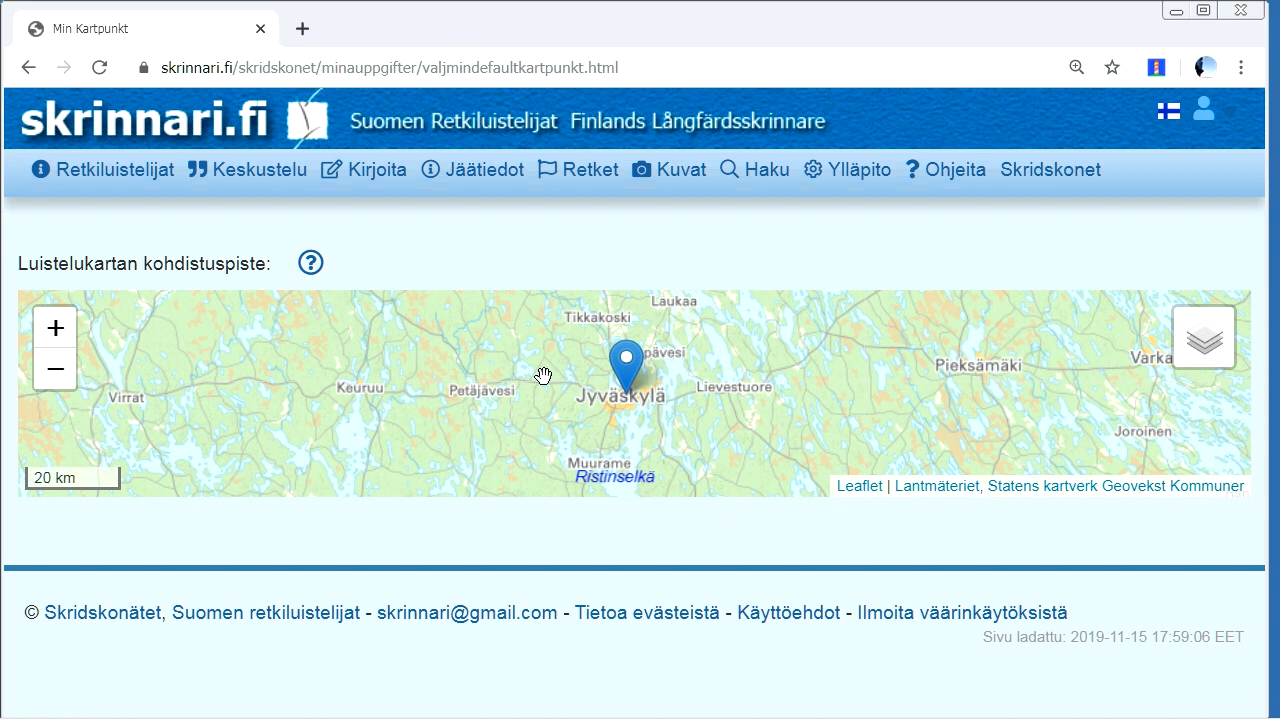 Min Kartpunkt
skrinnari.fi/skridskonet/minauppgifter/valjmindefaultkartpunkt.html
skrinnari.fi Suomen Retkiluistelijat Finlands Långfärdsskrinnare
Retkiluistelijat Keskustelu Kirjoita Jäätiedot Retket Kuvat Haku Ylläpito Ohjeita Skridskonet
Luistelukartan kohdistuspiste:
Laukaa
Tikkakoski
pävesi
Pieksämäki
Varka
Keuruu
Petäjävesi
Lievestuore
Virrat
Jyväskylä
Joroinen
Muurame
Ristinselkä
20 km
Leaflet | Lantmäteriet, Statens kartverk Geovekst Kommuner
© Skridskonätet, Suomen retkiluistelijat - skrinnari@gmail.com - Tietoa evästeistä - Käyttöehdot - Ilmoita väärinkäytöksistä
Sivu ladattu: 2019-11-15 17:59:06 EET